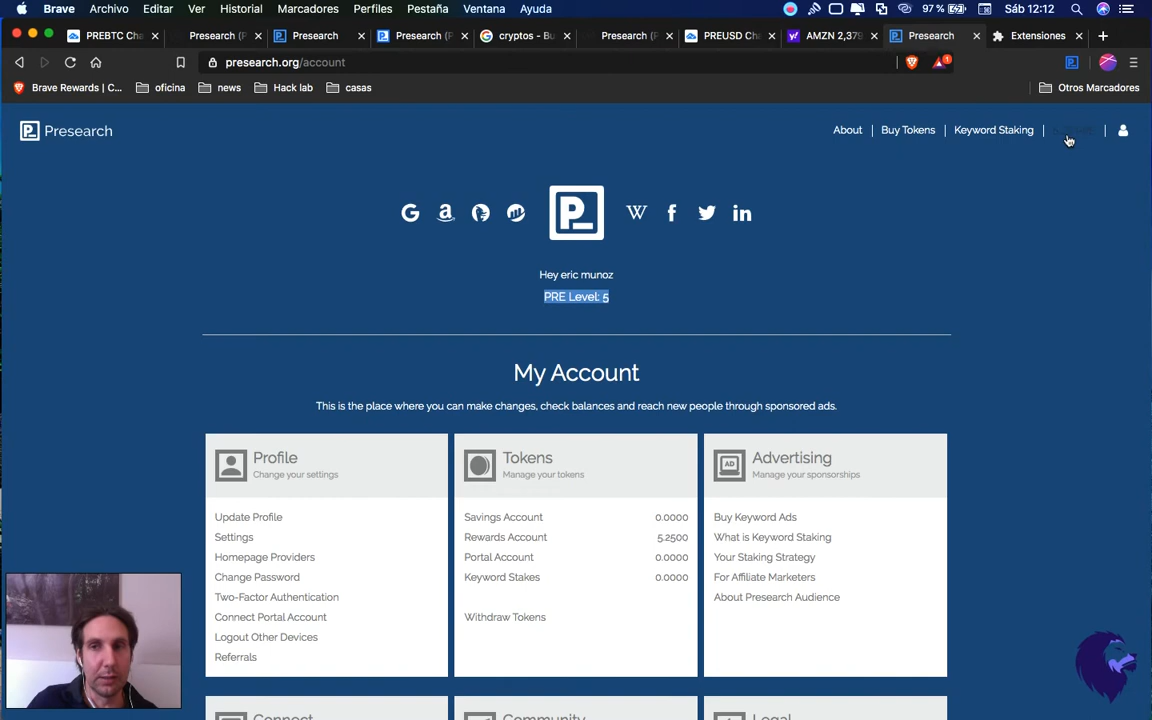 Brave Archivo Editar Ver Historial Marcadores Perfiles Pestaña Ventana Ayuda 97 % Sáb 12:12
PREBTC Cha Presearch (P Presearch Presearch (P cryptos - Bu Presearch (P PREUSD Cha AMZN 2,379 Presearch Extensiones
presearch.org/account 1
Brave Rewards | C... oficina news Hack lab casas Otros Marcadores
Presearch About Buy Tokens Keyword Staking
Hey eric munoz
PRE Level: 5
My Account
This is the place where you can make changes, check balances and reach new people through sponsored ads.
Profile
Change your settings
Update Profile
Settings
Homepage Providers
Change Password
Two-Factor Authentication
Connect Portal Account
Logout Other Devices
Referrals
Tokens
Manage your tokens
Savings Account 0.0000
Rewards Account 5.2500
Portal Account 0.0000
Keyword Stakes 0.0000
Withdraw Tokens
AD
Advertising
Manage your sponsorships
Buy Keyword Ads
What is Keyword Staking
Your Staking Strategy
For Affiliate Marketers
About Presearch Audience
Connect Community Legal